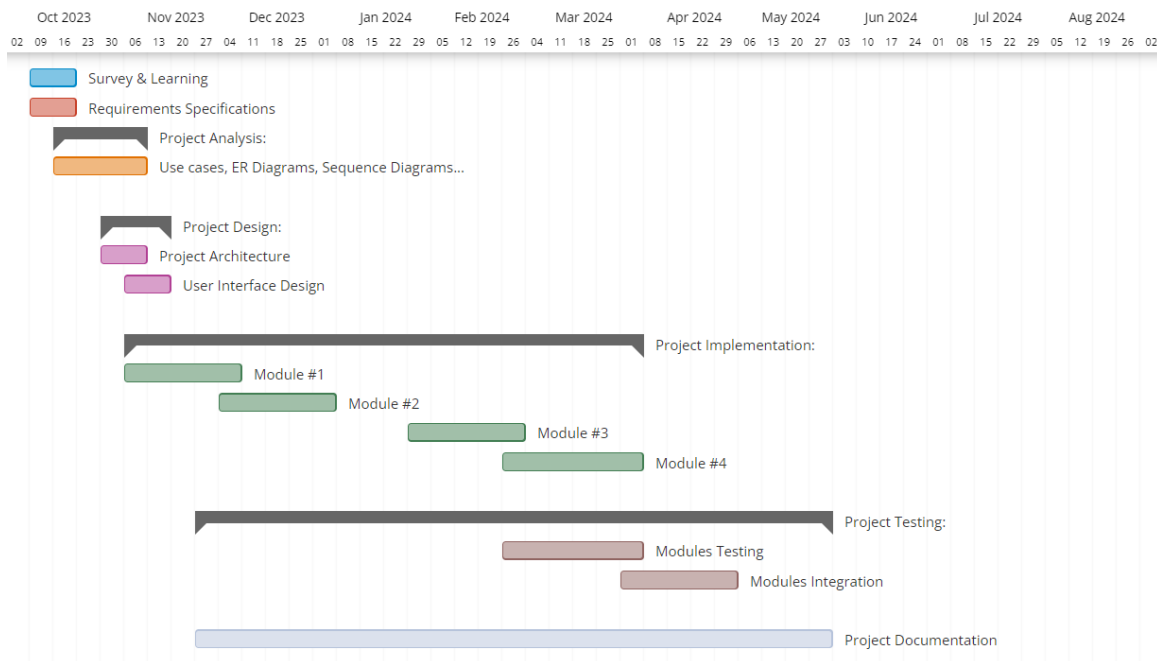 Oct 2023 Nov 2023 Dec 2023 Jan 2024 Feb 2024 Mar 2024 Apr 2024 May 2024 Jun 2024 Jul 2024 Aug 2024
02 09 16 23 30 06 13 20 27 04 11 18 25 01 08 15 22 29 05 12 19 26 04 11 18 25 01 08 15 22 29 06 13 20 27 03 10 17 24 01 08 15 22 29 05 12 19 26 02
Survey & Learning
Requirements Specifications
Project Analysis:
Use cases, ER Diagrams, Sequence Diagrams...
Project Design:
Project Architecture
User Interface Design
Project Implementation:
Module #1
Module #2
Module #3
Module #4
Project Testing:
Modules Testing
Modules Integration
Project Documentation